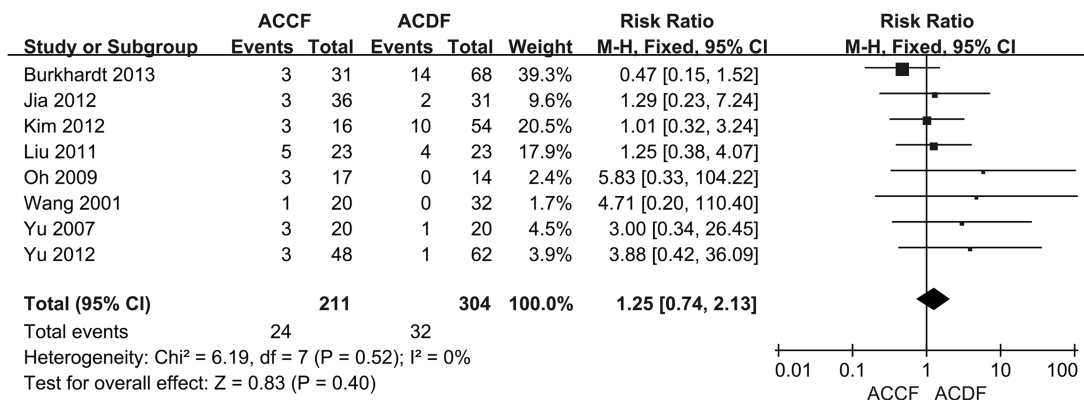 ACCF ACDF Risk Ratio Risk Ratio
Study or Subgroup Events Total Events Total Weight M-H, Fixed, 95% CI M-H, Fixed, 95% CI
Burkhardt 2013 3 31 14 68 39.3% 0.47 [0.15, 1.52]
Jia 2012 3 36 2 31 9.6% 1.29 [0.23, 7.24]
Kim 2012 3 16 10 54 20.5% 1.01 [0.32, 3.24]
Liu 2011 5 23 4 23 17.9% 1.25 [0.38, 4.07]
Oh 2009 3 17 0 14 2.4% 5.83 [0.33, 104.22]
Wang 2001 1 20 0 32 1.7% 4.71 [0.20, 110.40]
Yu 2007 3 20 1 20 4.5% 3.00 [0.34, 26.45]
Yu 2012 3 48 1 62 3.9% 3.88 [0.42, 36.09]
Total (95% CI) 211 304 100.0% 1.25 [0.74, 2.13]
Total events 24 32
Heterogeneity: Chi² = 6.19, df = 7 (P = 0.52); I² = 0%
Test for overall effect: Z = 0.83 (P = 0.40)
0.01 0.1 1 10 100
ACCF ACDF